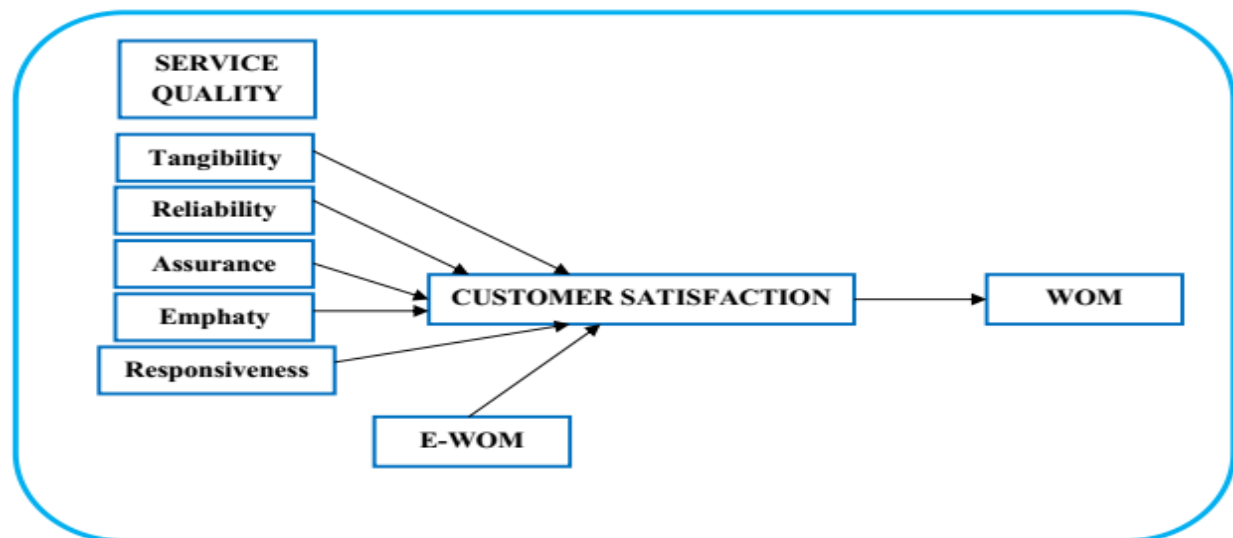 SERVICE
QUALITY
Tangibility
Reliability
Assurance
Emphaty
Responsiveness
CUSTOMER SATISFACTION
WOM
E-WOM